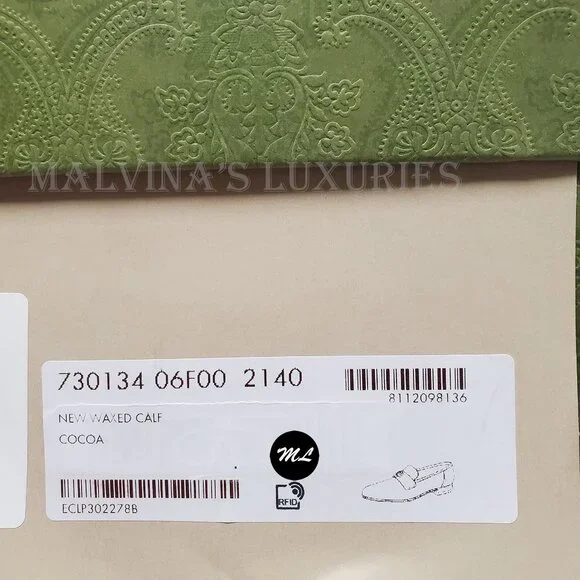 MALVINA'S LUXURIES
730134 06F00 2140
8112098136
NEW WAXED CALF
COCOA
ML
RFID
ECLP302278B